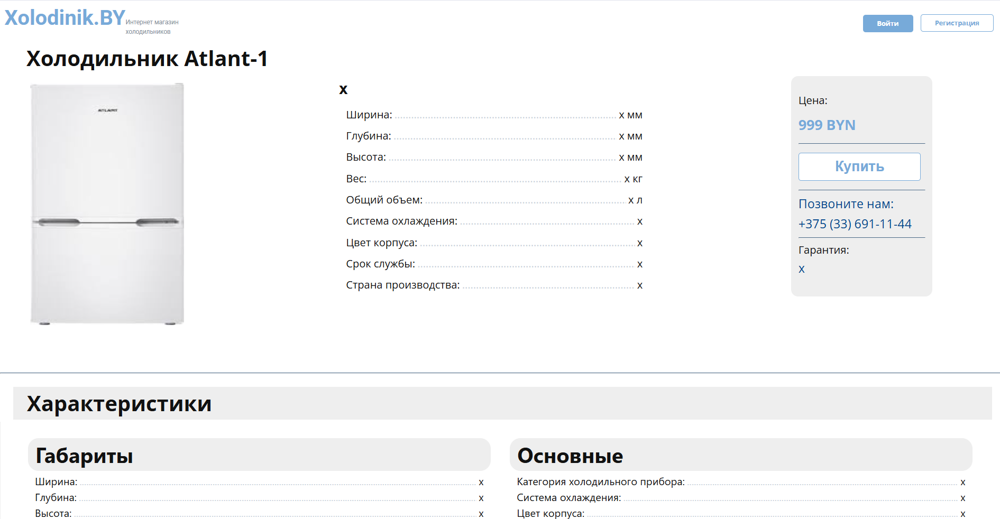 Xolodinik.BY
Интернет магазин
холодильников
Войти
Регистрация
Холодильник Atlant-1
ATLANT
x
Ширина: x мм
Глубина: x мм
Высота: x мм
Вес: x кг
Общий объем: x л
Система охлаждения: x
Цвет корпуса: x
Срок службы: x
Страна производства: x
Цена:
999 BYN
Купить
Позвоните нам:
+375 (33) 691-11-44
Гарантия:
x
Характеристики
Габариты
Ширина: x
Глубина: x
Высота: x
Основные
Категория холодильного прибора: x
Система охлаждения: x
Цвет корпуса: x